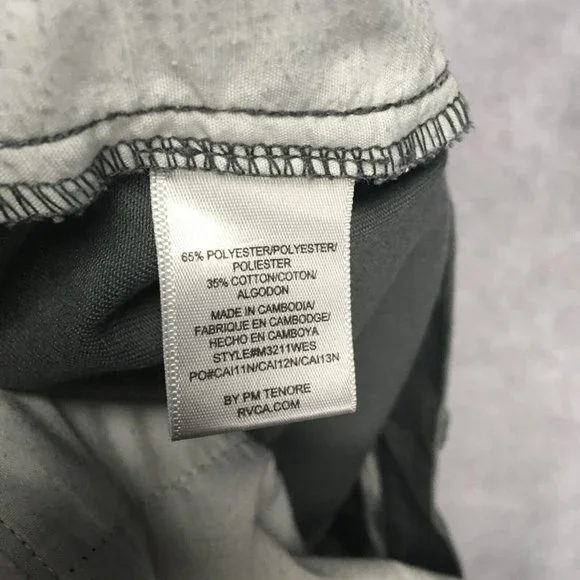 65% POLYESTER/POLYESTER/
POLIESTER
35% COTTON/COTON/
ALGODON
MADE IN CAMBODIA/
FABRIQUE EN CAMBODGE/
HECHO EN CAMBOYA
STYLE#M3211WES
PO#CAI11N/CAI12N/CAI13N
BY PM TENORE
RVCA.COM